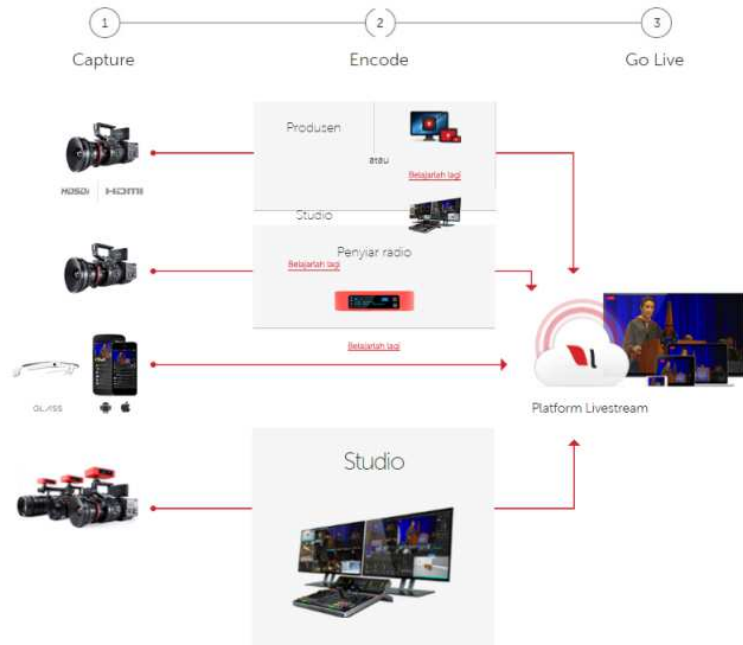 1
2
3
Capture
Encode
Go Live
Produsen
atau
Belajarlah lagi
HDSDI
HDMI
Studio
Penyiar radio
Belajarlah lagi
Belajarlah lagi
GLASS
Platform Livestream
Studio